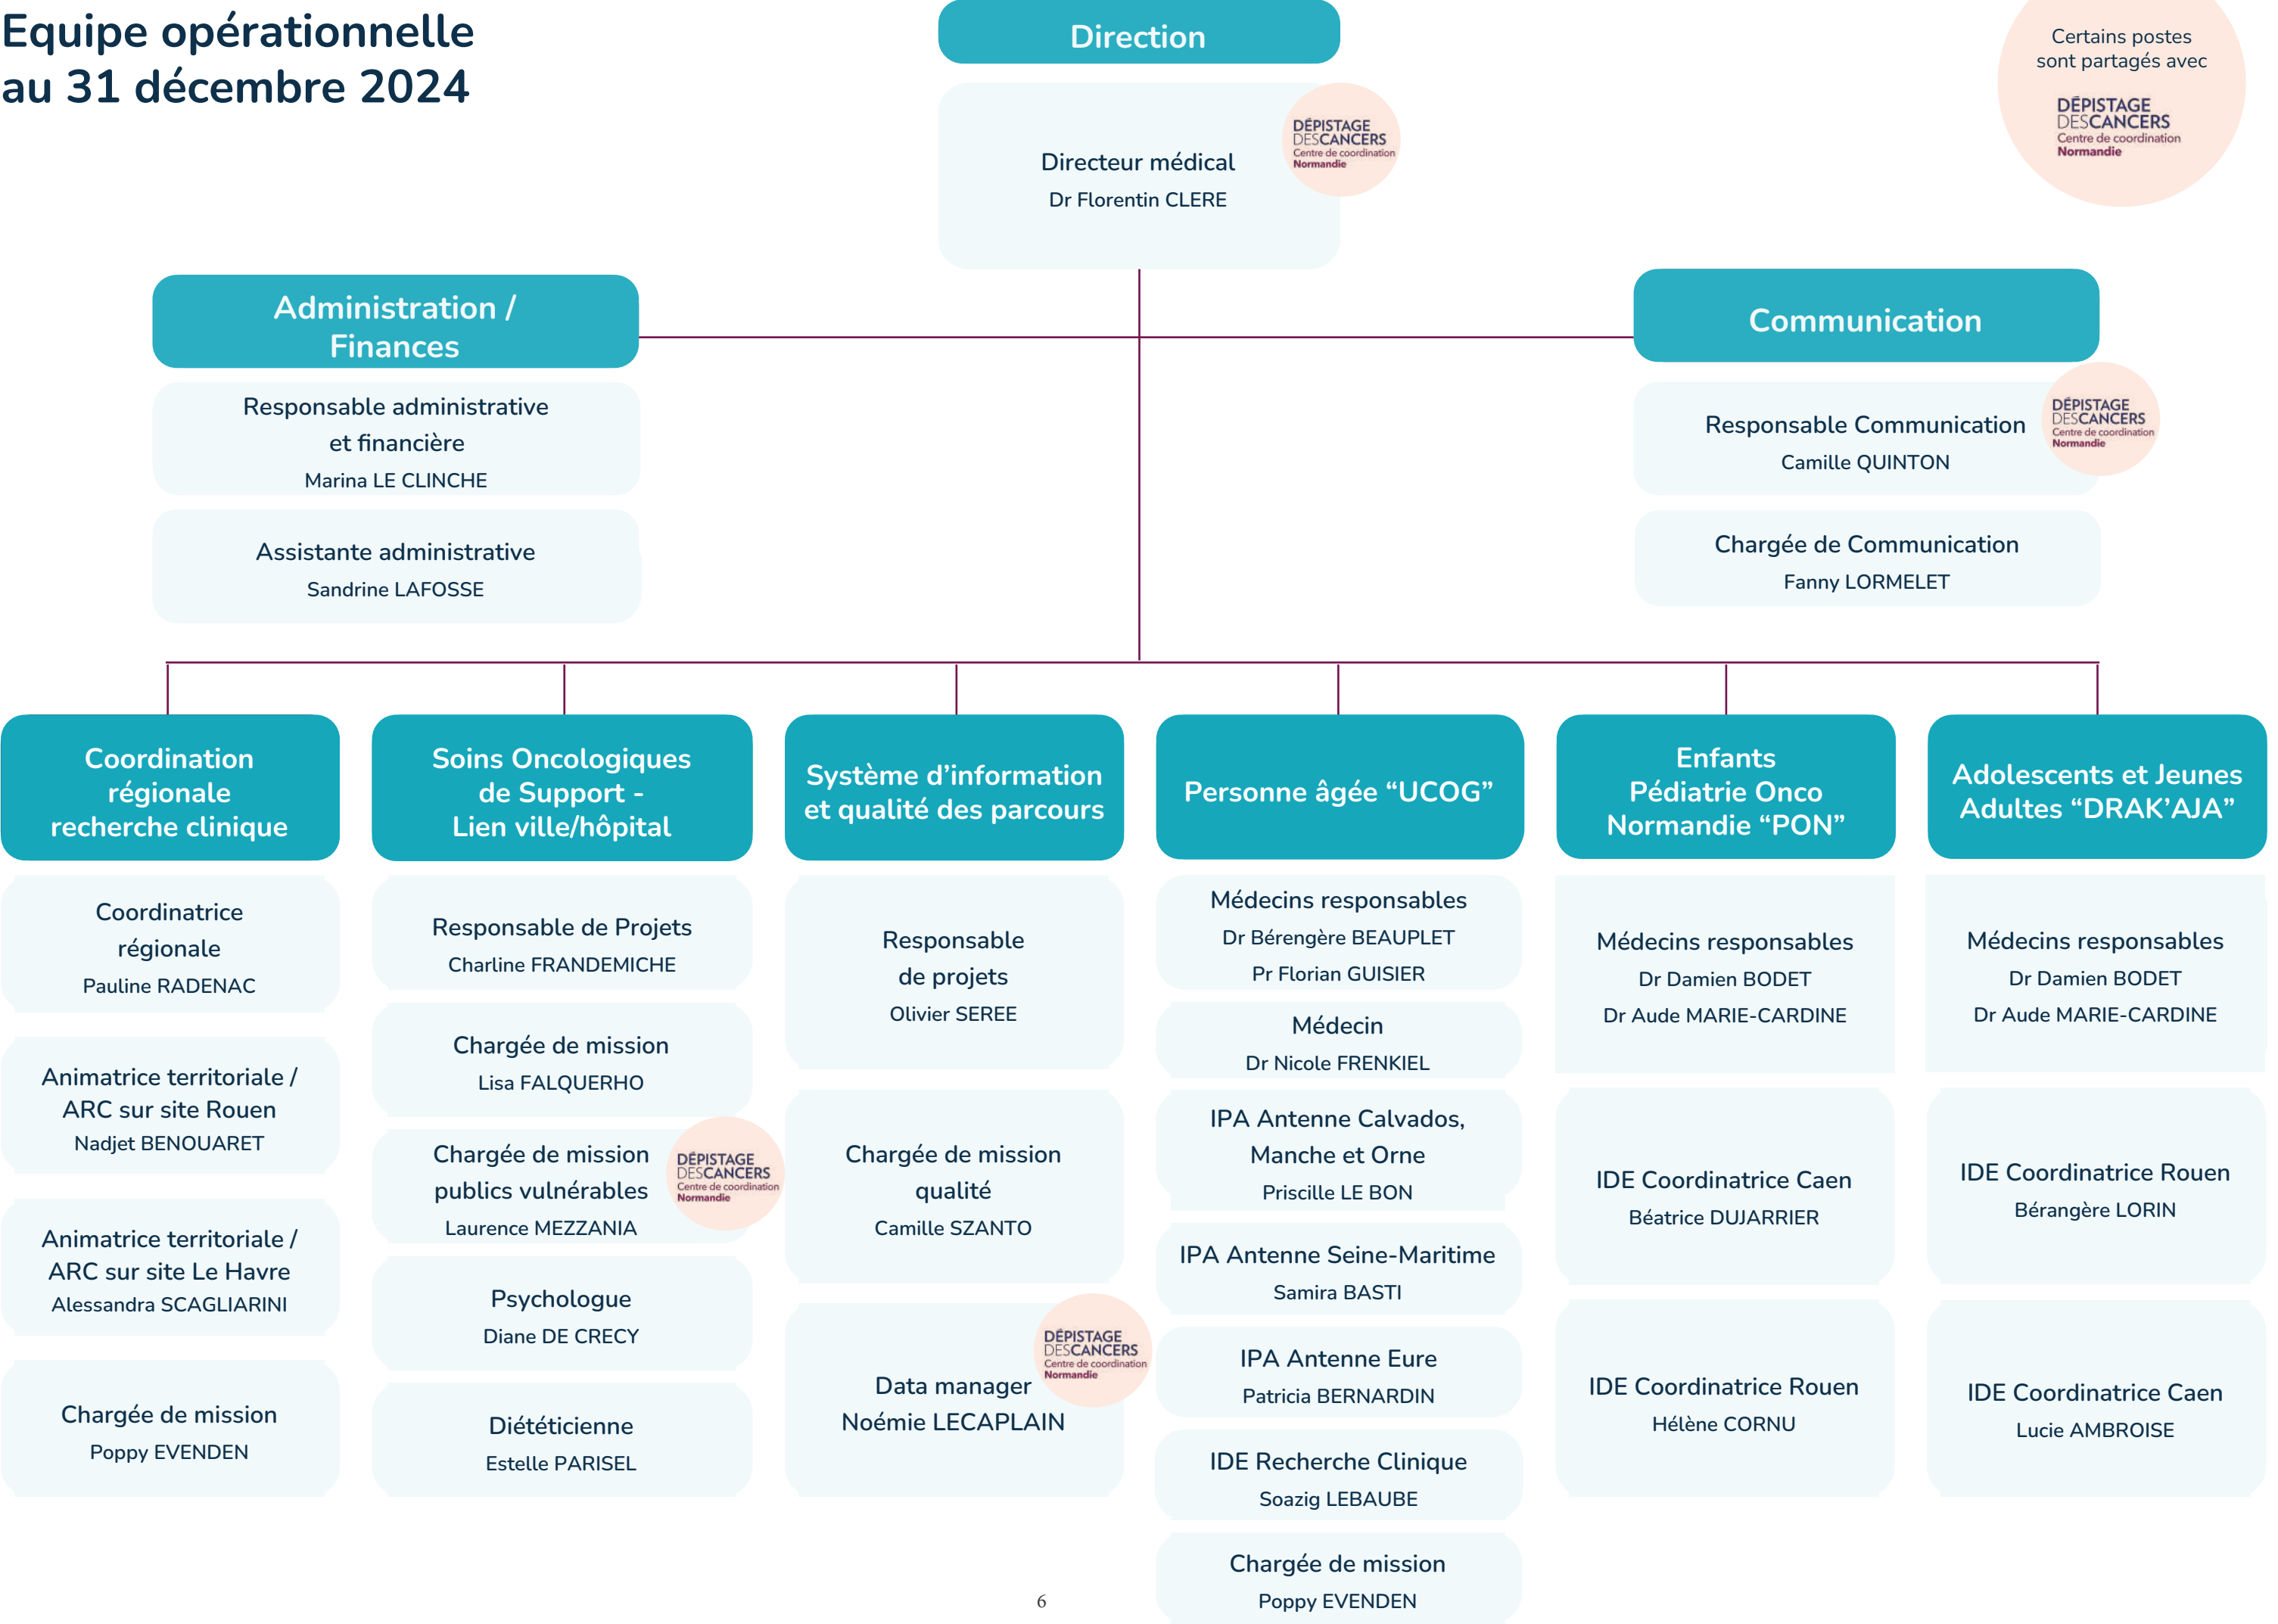 Equipe opérationnelle
au 31 décembre 2024
Direction
Directeur médical
Dr Florentin CLERE
DÉPISTAGE
DESCANCERS
Centre de coordination
Normandie
Certains postes
sont partagés avec
DÉPISTAGE
DESCANCERS
Centre de coordination
Normandie
Administration /
Finances
Responsable administrative
et financière
Marina LE CLINCHE
Assistante administrative
Sandrine LAFOSSE
Communication
Responsable Communication
Camille QUINTON
DÉPISTAGE
DESCANCERS
Centre de coordination
Normandie
Chargée de Communication
Fanny LORMELET
Coordination
régionale
recherche clinique
Coordinatrice
régionale
Pauline RADENAC
Animatrice territoriale /
ARC sur site Rouen
Nadjet BENOUARET
Animatrice territoriale /
ARC sur site Le Havre
Alessandra SCAGLIARINI
Chargée de mission
Poppy EVENDEN
Soins Oncologiques
de Support -
Lien ville/hôpital
Responsable de Projets
Charline FRANDEMICHE
Chargée de mission
Lisa FALQUERHO
Chargée de mission
publics vulnérables
Laurence MEZZANIA
DÉPISTAGE
DESCANCERS
Centre de coordination
Normandie
Psychologue
Diane DE CRECY
Diététicienne
Estelle PARISEL
Système d’information
et qualité des parcours
Responsable
de projets
Olivier SEREE
Chargée de mission
qualité
Camille SZANTO
Data manager
Noémie LECAPLAIN
DÉPISTAGE
DESCANCERS
Centre de coordination
Normandie
Personne âgée “UCOG”
Médecins responsables
Dr Bérengère BEAUPLET
Pr Florian GUISIER
Médecin
Dr Nicole FRENKIEL
IPA Antenne Calvados,
Manche et Orne
Priscille LE BON
IPA Antenne Seine-Maritime
Samira BASTI
IPA Antenne Eure
Patricia BERNARDIN
IDE Recherche Clinique
Soazig LEBAUBE
Chargée de mission
Poppy EVENDEN
Enfants
Pédiatrie Onco
Normandie “PON”
Médecins responsables
Dr Damien BODET
Dr Aude MARIE-CARDINE
IDE Coordinatrice Caen
Béatrice DUJARRIER
IDE Coordinatrice Rouen
Hélène CORNU
Adolescents et Jeunes
Adultes “DRAK’AJA”
Médecins responsables
Dr Damien BODET
Dr Aude MARIE-CARDINE
IDE Coordinatrice Rouen
Bérangère LORIN
IDE Coordinatrice Caen
Lucie AMBROISE
6